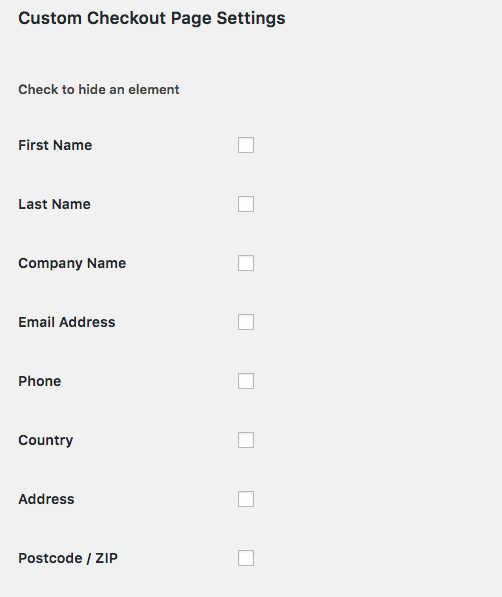 Custom Checkout Page Settings
Check to hide an element
First Name
Last Name
Company Name
Email Address
Phone
Country
Address
Postcode / ZIP